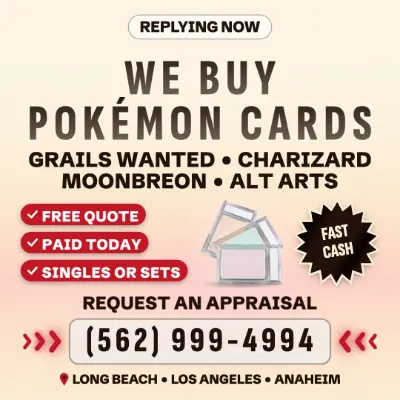 REPLYING NOW
WE BUY
POKÉMON CARDS
GRAILS WANTED • CHARIZARD
MOONBREON • ALT ARTS
FREE QUOTE
PAID TODAY
SINGLES OR SETS
FAST
CASH
REQUEST AN APPRAISAL
(562) 999-4994
LONG BEACH • LOS ANGELES • ANAHEIM